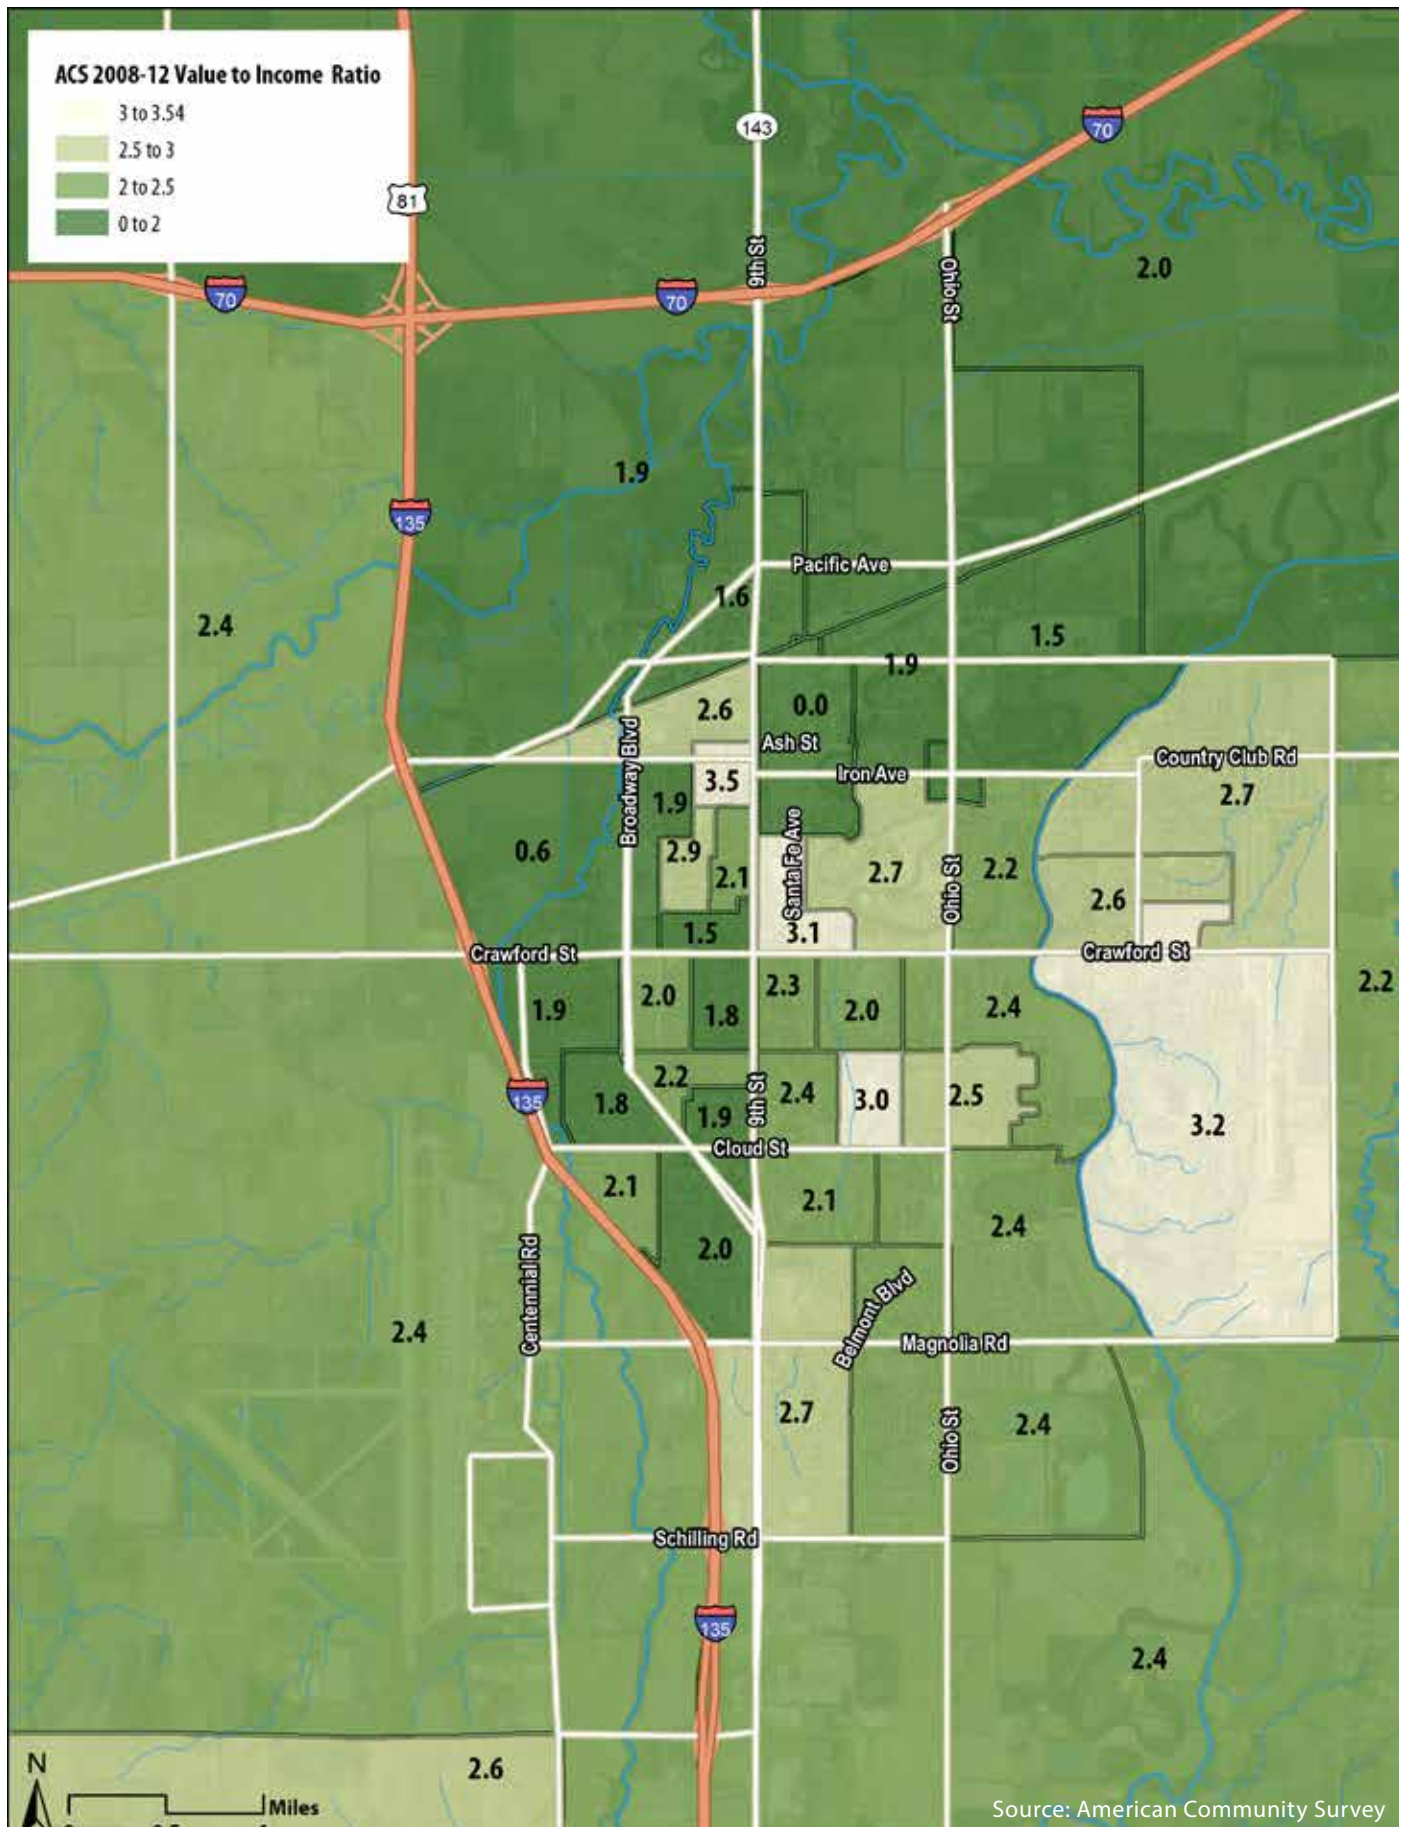 ACS 2008-12 Value to Income Ratio
3 to 3.54
2.5 to 3
2 to 2.5
0 to 2
81
143
70
70
70
9th St
Ohio St
2.0
1.9
135
Pacific Ave
1.6
2.4
1.5
1.9
2.6
0.0
Ash St
Country Club Rd
Broadway Blvd
3.5
Iron Ave
1.9
2.7
0.6
2.9
2.1
Santa Fe Ave
2.7
Ohio St
2.2
2.6
1.5
3.1
Crawford St
Crawford St
1.9
2.0
1.8
2.3
2.0
2.4
2.2
135
2.2
1.8
1.9
9th St
2.4
3.0
2.5
3.2
Cloud St
2.1
2.1
2.4
2.0
Centennial Rd
2.4
Belmont Blvd
Magnolia Rd
2.7
2.4
Ohio St
Schilling Rd
135
2.4
2.6
N
Miles
Source: American Community Survey